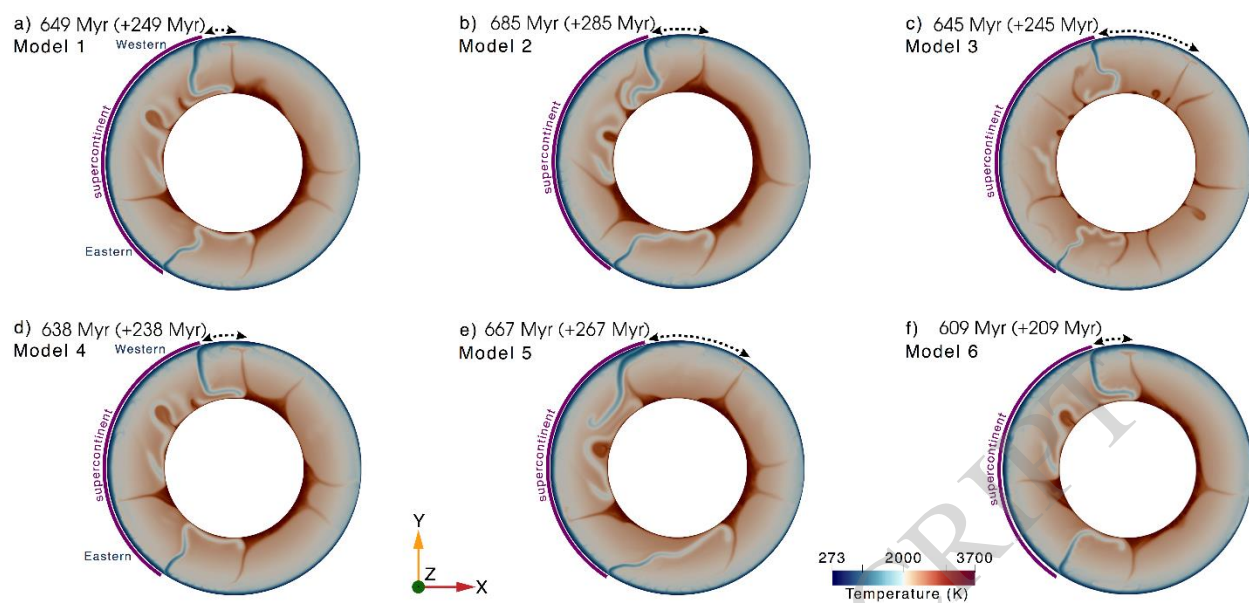 a) 649 Myr (+249 Myr)
Model 1
Western
supercontinent
Eastern
b) 685 Myr (+285 Myr)
Model 2
supercontinent
c) 645 Myr (+245 Myr)
Model 3
supercontinent
d) 638 Myr (+238 Myr)
Model 4
Western
supercontinent
Eastern
e) 667 Myr (+267 Myr)
Model 5
supercontinent
f) 609 Myr (+209 Myr)
Model 6
supercontinent
Y
Z
X
273 2000 3700
Temperature (K)
CRIPT